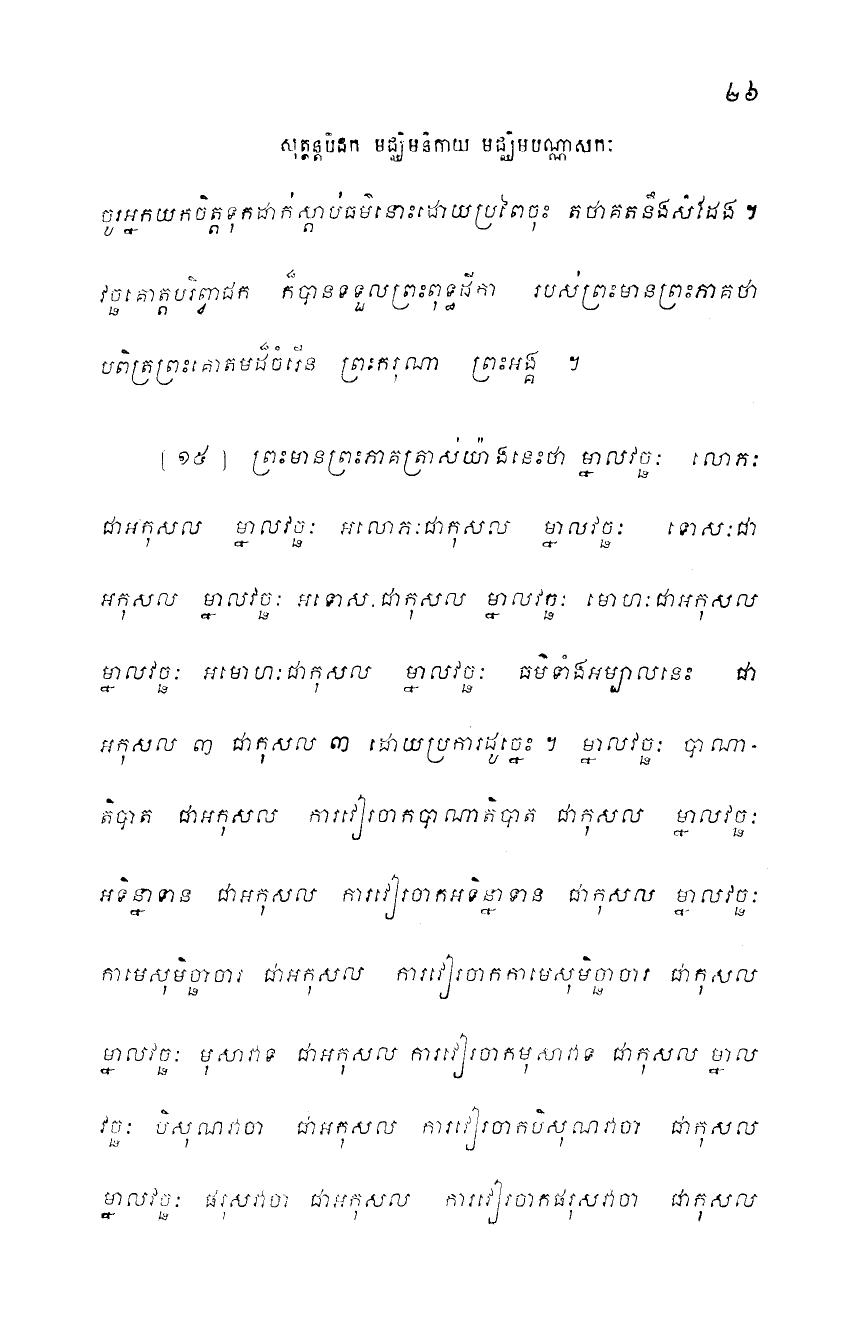 ២៦
សុត្តន្តបិដក មជ្ឈិមនិកាយ មជ្ឈិមបណ្ណាសកៈ
ចូរអ្នកយកចិត្តទុកដាក់ស្តាប់ធម៌នោះដោយប្រពៃចុះ តថាគតនឹងសំដែង ។
វច្ឆគោត្តបរិព្វាជក ក៏បានទទួលព្រះពុទ្ធដីកា របស់ព្រះមានព្រះភាគថា
បពិត្រព្រះគោតមដ៏ចំរើន ព្រះករុណា ព្រះអង្គ ។
[ ១៥ ] ព្រះមានព្រះភាគត្រាស់យ៉ាងនេះថា ម្នាលវច្ឆៈ លោភៈ
ជាអកុសល ម្នាលវច្ឆៈ អលោភៈជាកុសល ម្នាលវច្ឆៈ ទោសៈជា
អកុសល ម្នាលវច្ឆៈ អទោសៈជាកុសល ម្នាលវច្ឆៈ មោហៈជាអកុសល
ម្នាលវច្ឆៈ អមោហៈជាកុសល ម្នាលវច្ឆៈ ធម៌ទាំងអម្បាលនេះ ជា
អកុសល ៣ ជាកុសល ៣ ដោយប្រការដូច្នេះ ។ ម្នាលវច្ឆៈ បាណា-
តិបាត ជាអកុសល ការវៀរចាកបាណាតិបាត ជាកុសល ម្នាលវច្ឆៈ
អទិន្នាទាន ជាអកុសល ការវៀរចាកអទិន្នាទាន ជាកុសល ម្នាលវច្ឆៈ
កាមេសុមិច្ឆាចារ ជាអកុសល ការវៀរចាកកាមេសុមិច្ឆាចារ ជាកុសល
ម្នាលវច្ឆៈ មុសាវាទ ជាអកុសល ការវៀរចាកមុសាវាទ ជាកុសល ម្នាល
វច្ឆៈ បិសុណវាចា ជាអកុសល ការវៀរចាកបិសុណវាចា ជាកុសល
ម្នាលវច្ឆៈ ផរុសវាចា ជាអកុសល ការវៀរចាកផរុសវាចា ជាកុសល